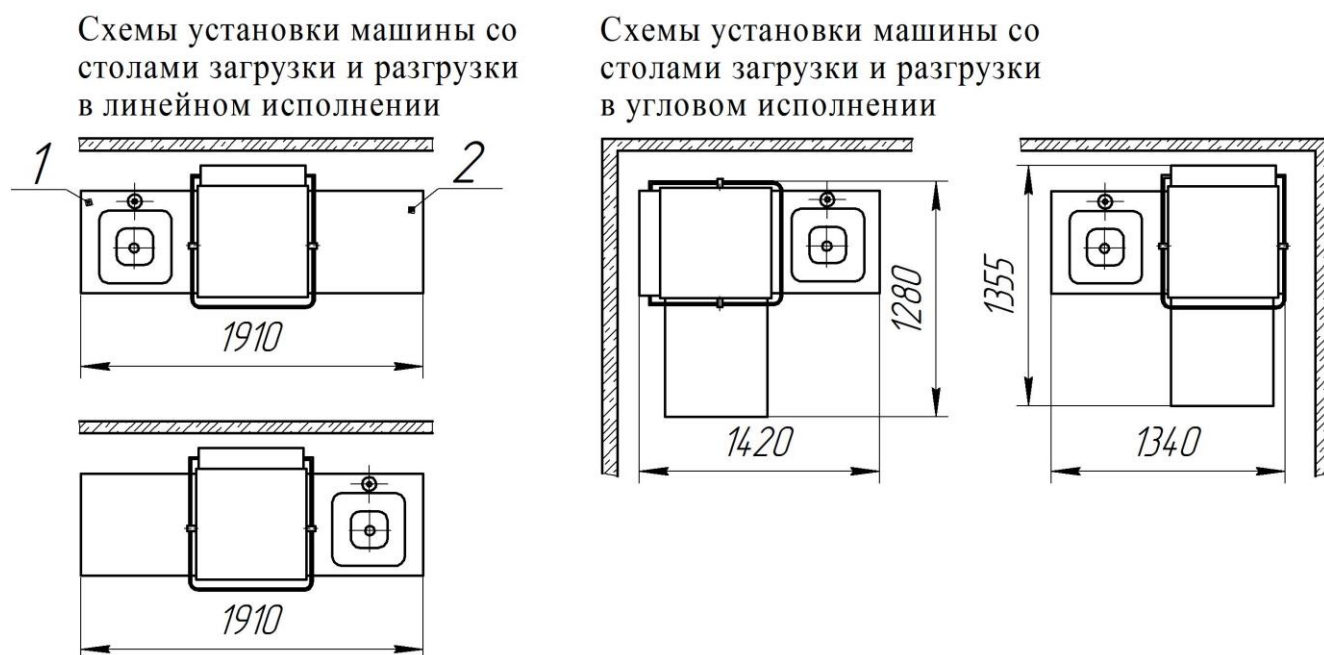 Схемы установки машины со
столами загрузки и разгрузки
в линейном исполнении
1
2
1910
1910
Схемы установки машины со
столами загрузки и разгрузки
в угловом исполнении
1280
1420
1355
1340